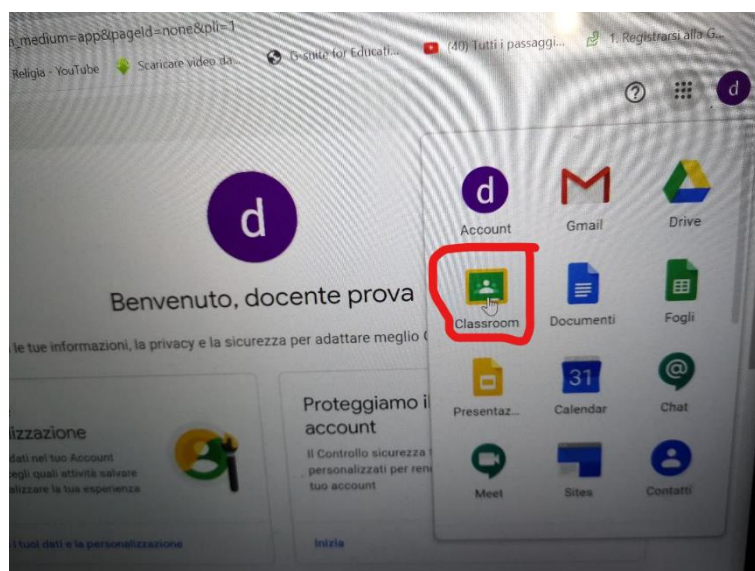 n_medium=app&pageId=none&pli=1
Religia - YouTube
Scaricare video da...
G-suite for Educati...
(40) Tutti i passaggi...
1. Registrarsi alla G...
d
d
Benvenuto, docente prova
le tue informazioni, la privacy e la sicurezza per adattare meglio
izzazione
dati nel tuo Account
egli quali attività salvare
alizzare la tua esperienza
i tuoi dati e la personalizzazione
Proteggiamo il
account
Il Controllo sicurezza
personalizzati per rend
tuo account
Inizia
d
Account
Gmail
Drive
Classroom
Documenti
Fogli
Presentaz...
31
Calendar
@
Chat
Meet
Sites
Contatti